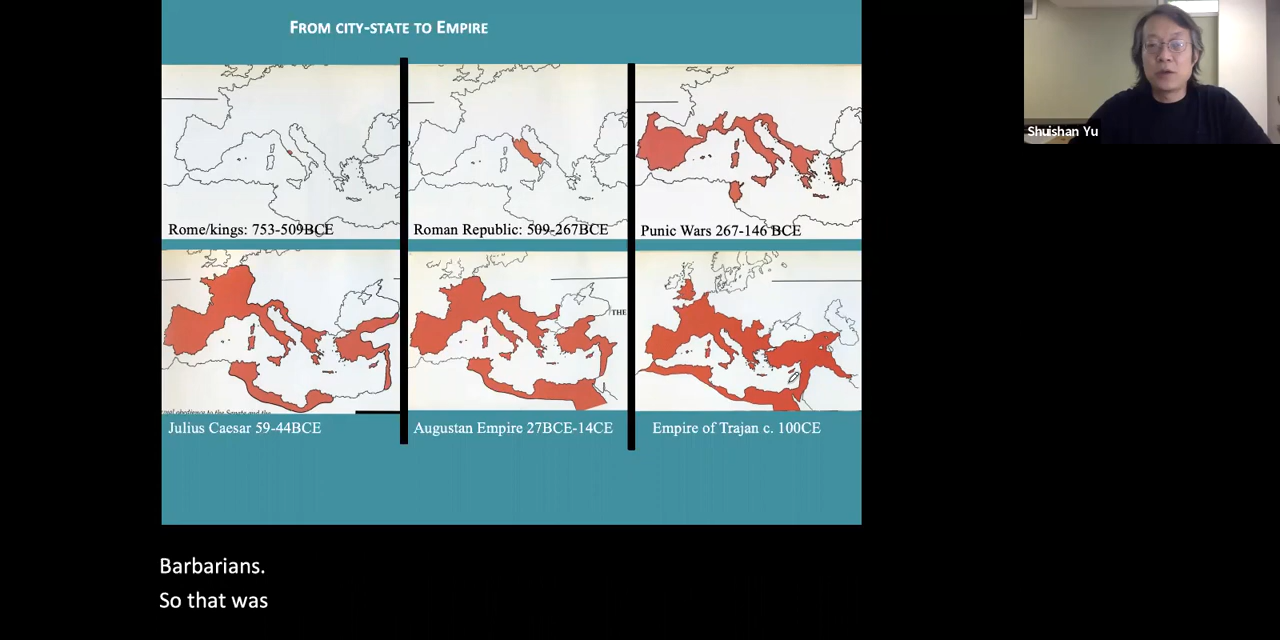 FROM CITY-STATE TO EMPIRE
Shuishan Yu
Rome/kings: 753-509BCE
Roman Republic: 509-267BCE
Punic Wars 267-146 BCE
THE
Julius Caesar 59-44BCE
Augustan Empire 27BCE-14CE
Empire of Trajan c. 100CE
Barbarians.
So that was